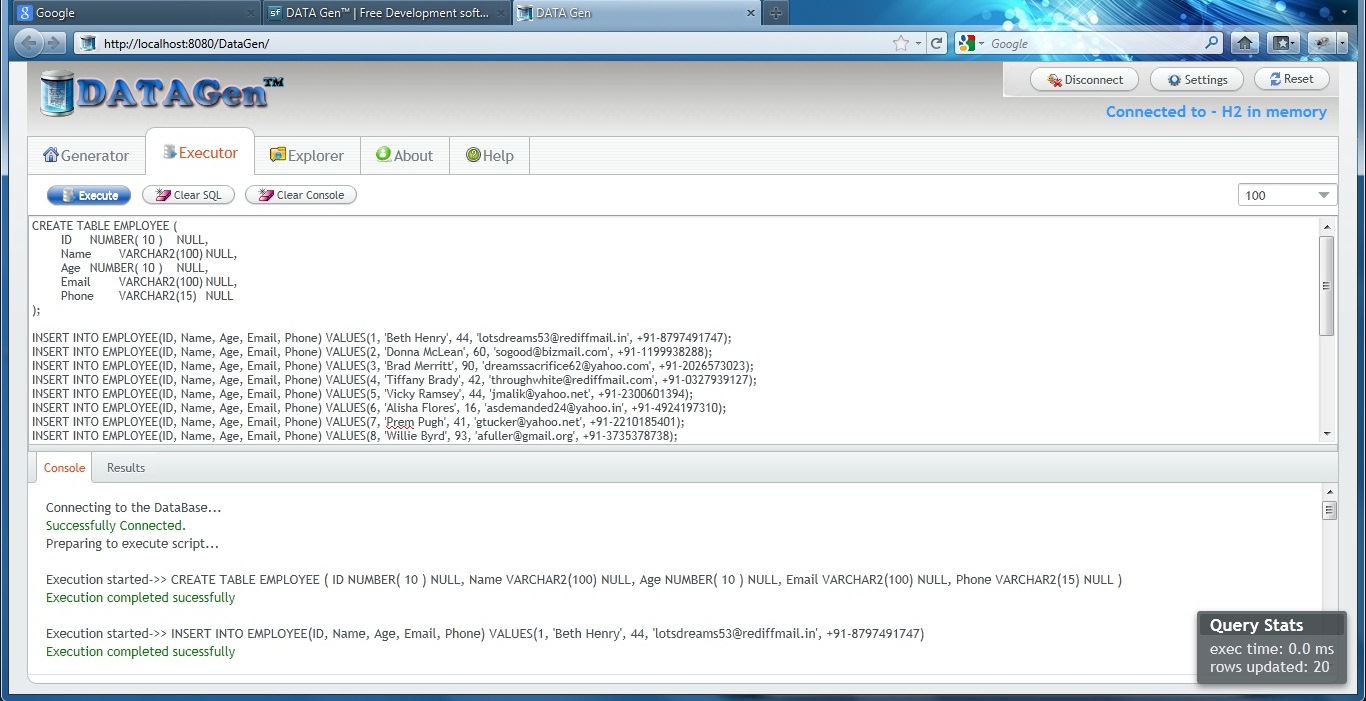 Google
DATA Gen™ | Free Development soft...
DATA Gen
http://localhost:8080/DataGen/
Google
DATAGen™
Disconnect
Settings
Reset
Connected to - H2 in memory
Generator
Executor
Explorer
About
Help
Execute
Clear SQL
Clear Console
100
CREATE TABLE EMPLOYEE (
ID NUMBER( 10 ) NULL,
Name VARCHAR2(100) NULL,
Age NUMBER( 10 ) NULL,
Email VARCHAR2(100) NULL,
Phone VARCHAR2(15) NULL
);
INSERT INTO EMPLOYEE(ID, Name, Age, Email, Phone) VALUES(1, 'Beth Henry', 44, 'lotsdreams53@rediffmail.in', +91-8797491747);
INSERT INTO EMPLOYEE(ID, Name, Age, Email, Phone) VALUES(2, 'Donna McLean', 60, 'sogood@bizmail.com', +91-1199938288);
INSERT INTO EMPLOYEE(ID, Name, Age, Email, Phone) VALUES(3, 'Brad Merritt', 90, 'dreamssacrifice62@yahoo.com', +91-2026573023);
INSERT INTO EMPLOYEE(ID, Name, Age, Email, Phone) VALUES(4, 'Tiffany Brady', 42, 'throughwhite@rediffmail.com', +91-0327939127);
INSERT INTO EMPLOYEE(ID, Name, Age, Email, Phone) VALUES(5, 'Vicky Ramsey', 44, 'jmalik@yahoo.net', +91-2300601394);
INSERT INTO EMPLOYEE(ID, Name, Age, Email, Phone) VALUES(6, 'Alisha Flores', 16, 'asdemanded24@yahoo.in', +91-4924197310);
INSERT INTO EMPLOYEE(ID, Name, Age, Email, Phone) VALUES(7, 'Prem Pugh', 41, 'gtucker@yahoo.net', +91-2210185401);
INSERT INTO EMPLOYEE(ID, Name, Age, Email, Phone) VALUES(8, 'Willie Byrd', 93, 'afuller@gmail.org', +91-3735378738);
Console
Results
Connecting to the DataBase...
Successfully Connected.
Preparing to execute script...
Execution started->> CREATE TABLE EMPLOYEE ( ID NUMBER( 10 ) NULL, Name VARCHAR2(100) NULL, Age NUMBER( 10 ) NULL, Email VARCHAR2(100) NULL, Phone VARCHAR2(15) NULL )
Execution completed sucessfully
Execution started->> INSERT INTO EMPLOYEE(ID, Name, Age, Email, Phone) VALUES(1, 'Beth Henry', 44, 'lotsdreams53@rediffmail.in', +91-8797491747)
Execution completed sucessfully
Query Stats
exec time: 0.0 ms
rows updated: 20